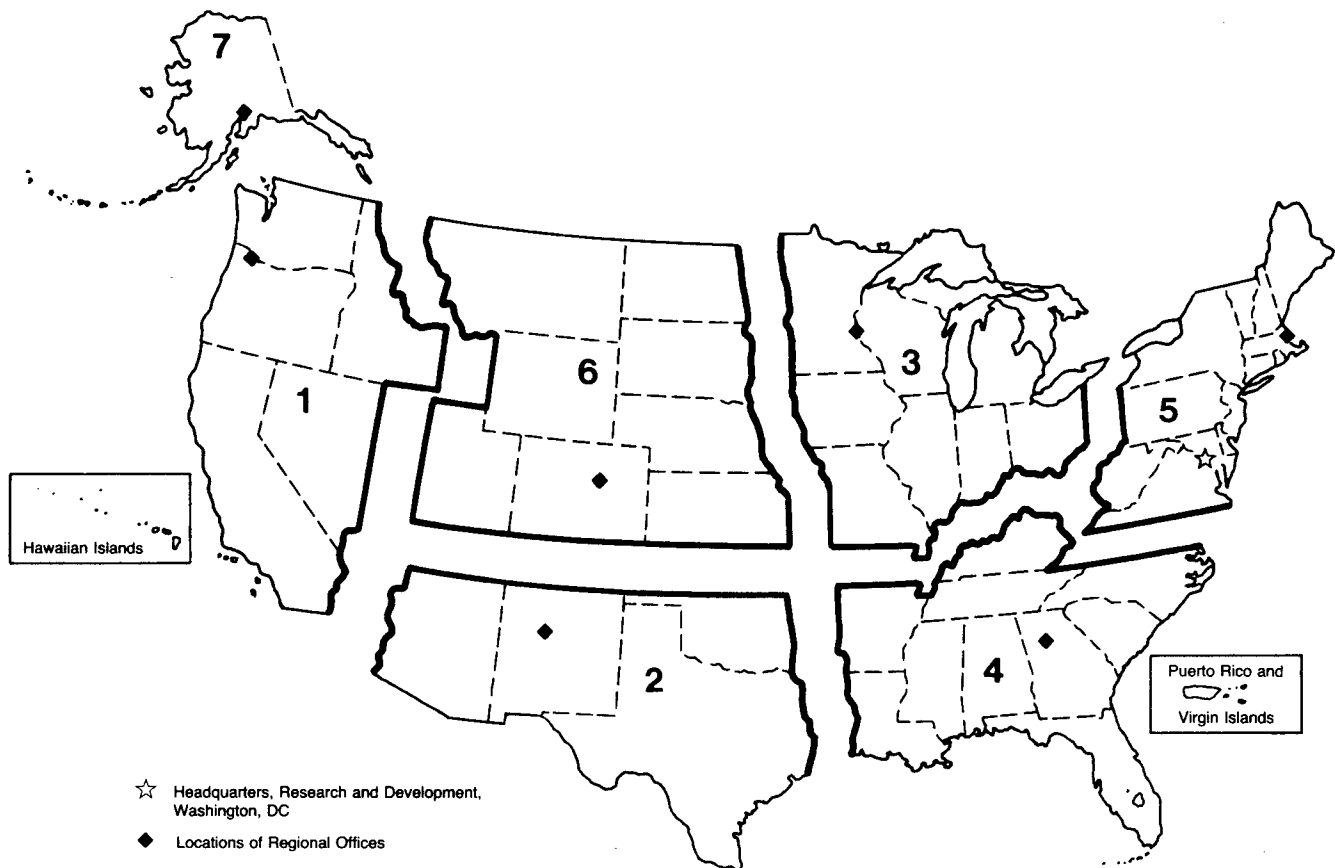 7
6
3
1
5
Hawaiian Islands
2
4
Puerto Rico and
Virgin Islands
☆ Headquarters, Research and Development,
Washington, DC
◆ Locations of Regional Offices